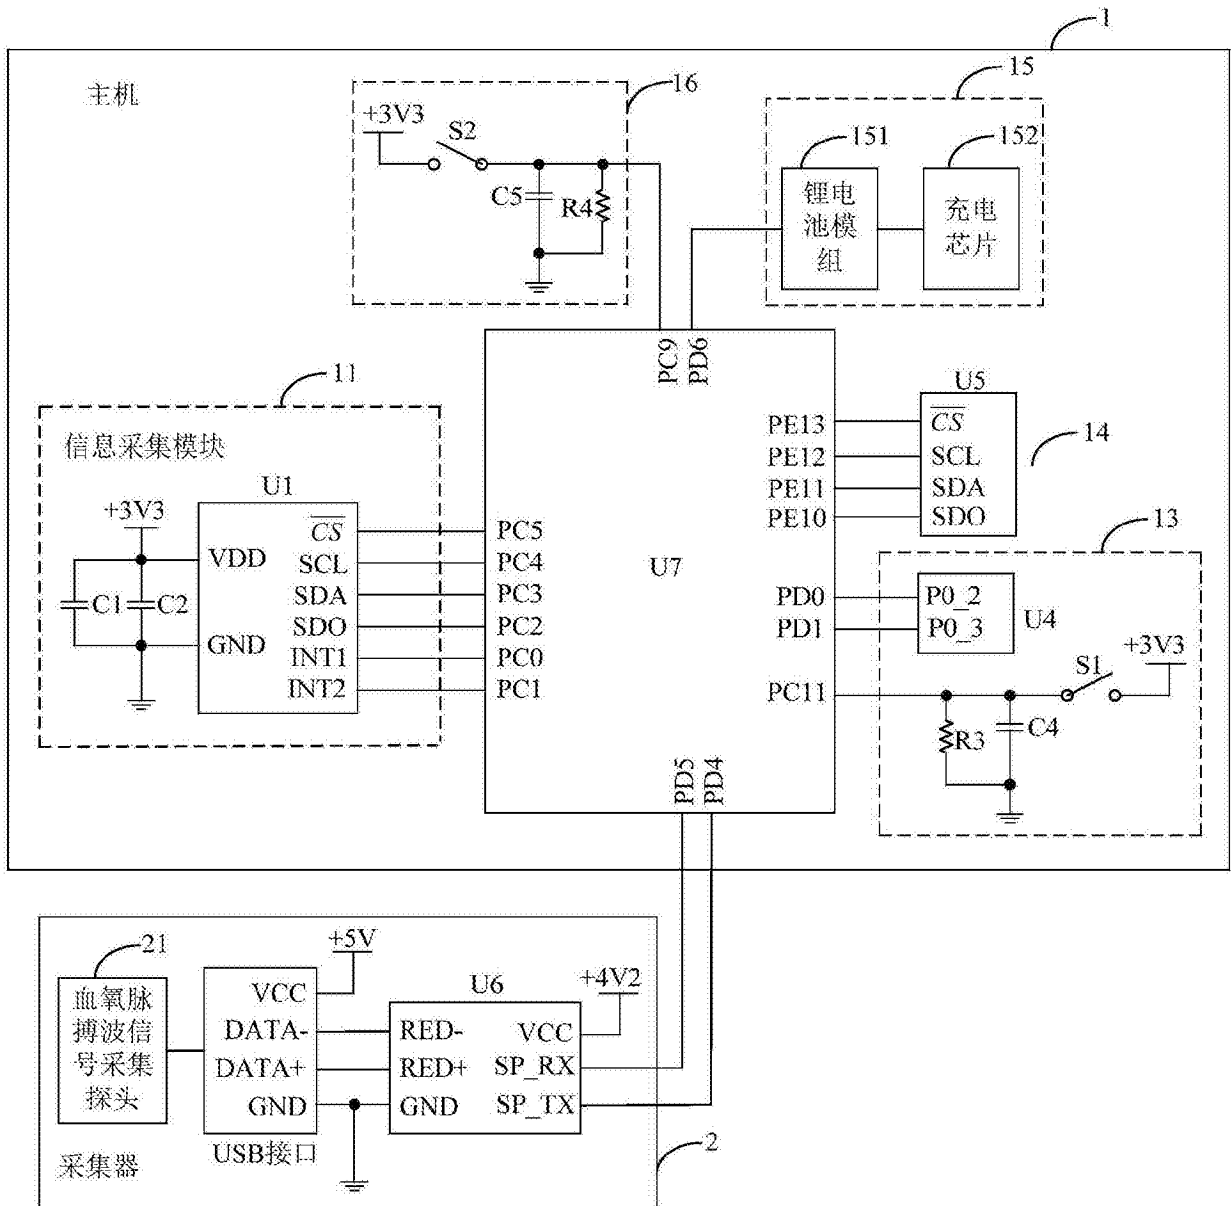 1
主机
16
+3V3
S2
C5
R4
15
151
152
锂电
池模
组
充电
芯片
PC9
PD6
11
信息采集模块
U1
+3V3
C1
C2
VDD
GND
CS
SCL
SDA
SDO
INT1
INT2
PC5
PC4
PC3
PC2
PC0
PC1
U7
PE13
PE12
PE11
PE10
PD0
PD1
PC11
PD5
PD4
U5
CS
SCL
SDA
SDO
14
13
P0_2
P0_3
U4
S1
+3V3
R3
C4
21
血氧脉
搏波信
号采集
探头
采集器
+5V
VCC
DATA-
DATA+
GND
USB接口
U6
RED-
RED+
GND
+4V2
VCC
SP_RX
SP_TX
2